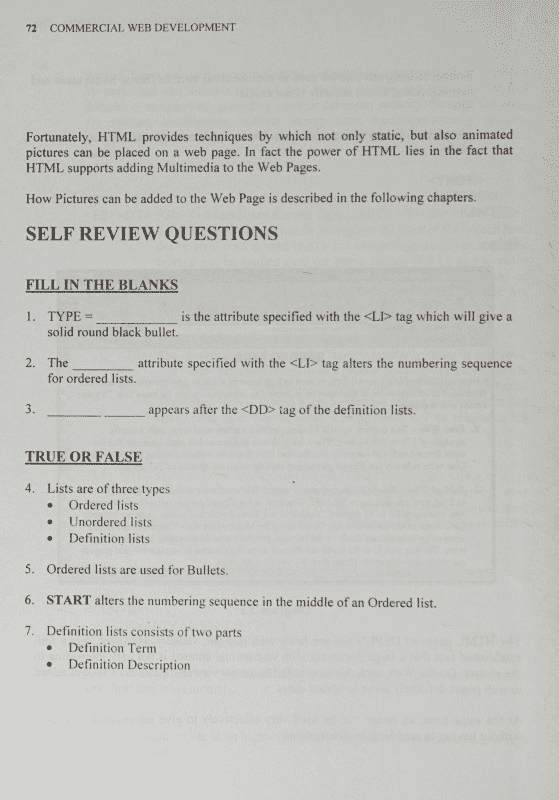 72 COMMERCIAL WEB DEVELOPMENT
Fortunately, HTML provides techniques by which not only static, but also animated
pictures can be placed on a web page. In fact the power of HTML lies in the fact that
HTML supports adding Multimedia to the Web Pages.
How Pictures can be added to the Web Page is described in the following chapters.
SELF REVIEW QUESTIONS
FILL IN THE BLANKS
1. TYPE = ___________ is the attribute specified with the <LI> tag which will give a
solid round black bullet.
2. The ________ attribute specified with the <LI> tag alters the numbering sequence
for ordered lists.
3. _______ _____ appears after the <DD> tag of the definition lists.
TRUE OR FALSE
4. Lists are of three types
• Ordered lists
• Unordered lists
• Definition lists
5. Ordered lists are used for Bullets.
6. START alters the numbering sequence in the middle of an Ordered list.
7. Definition lists consists of two parts
• Definition Term
• Definition Description